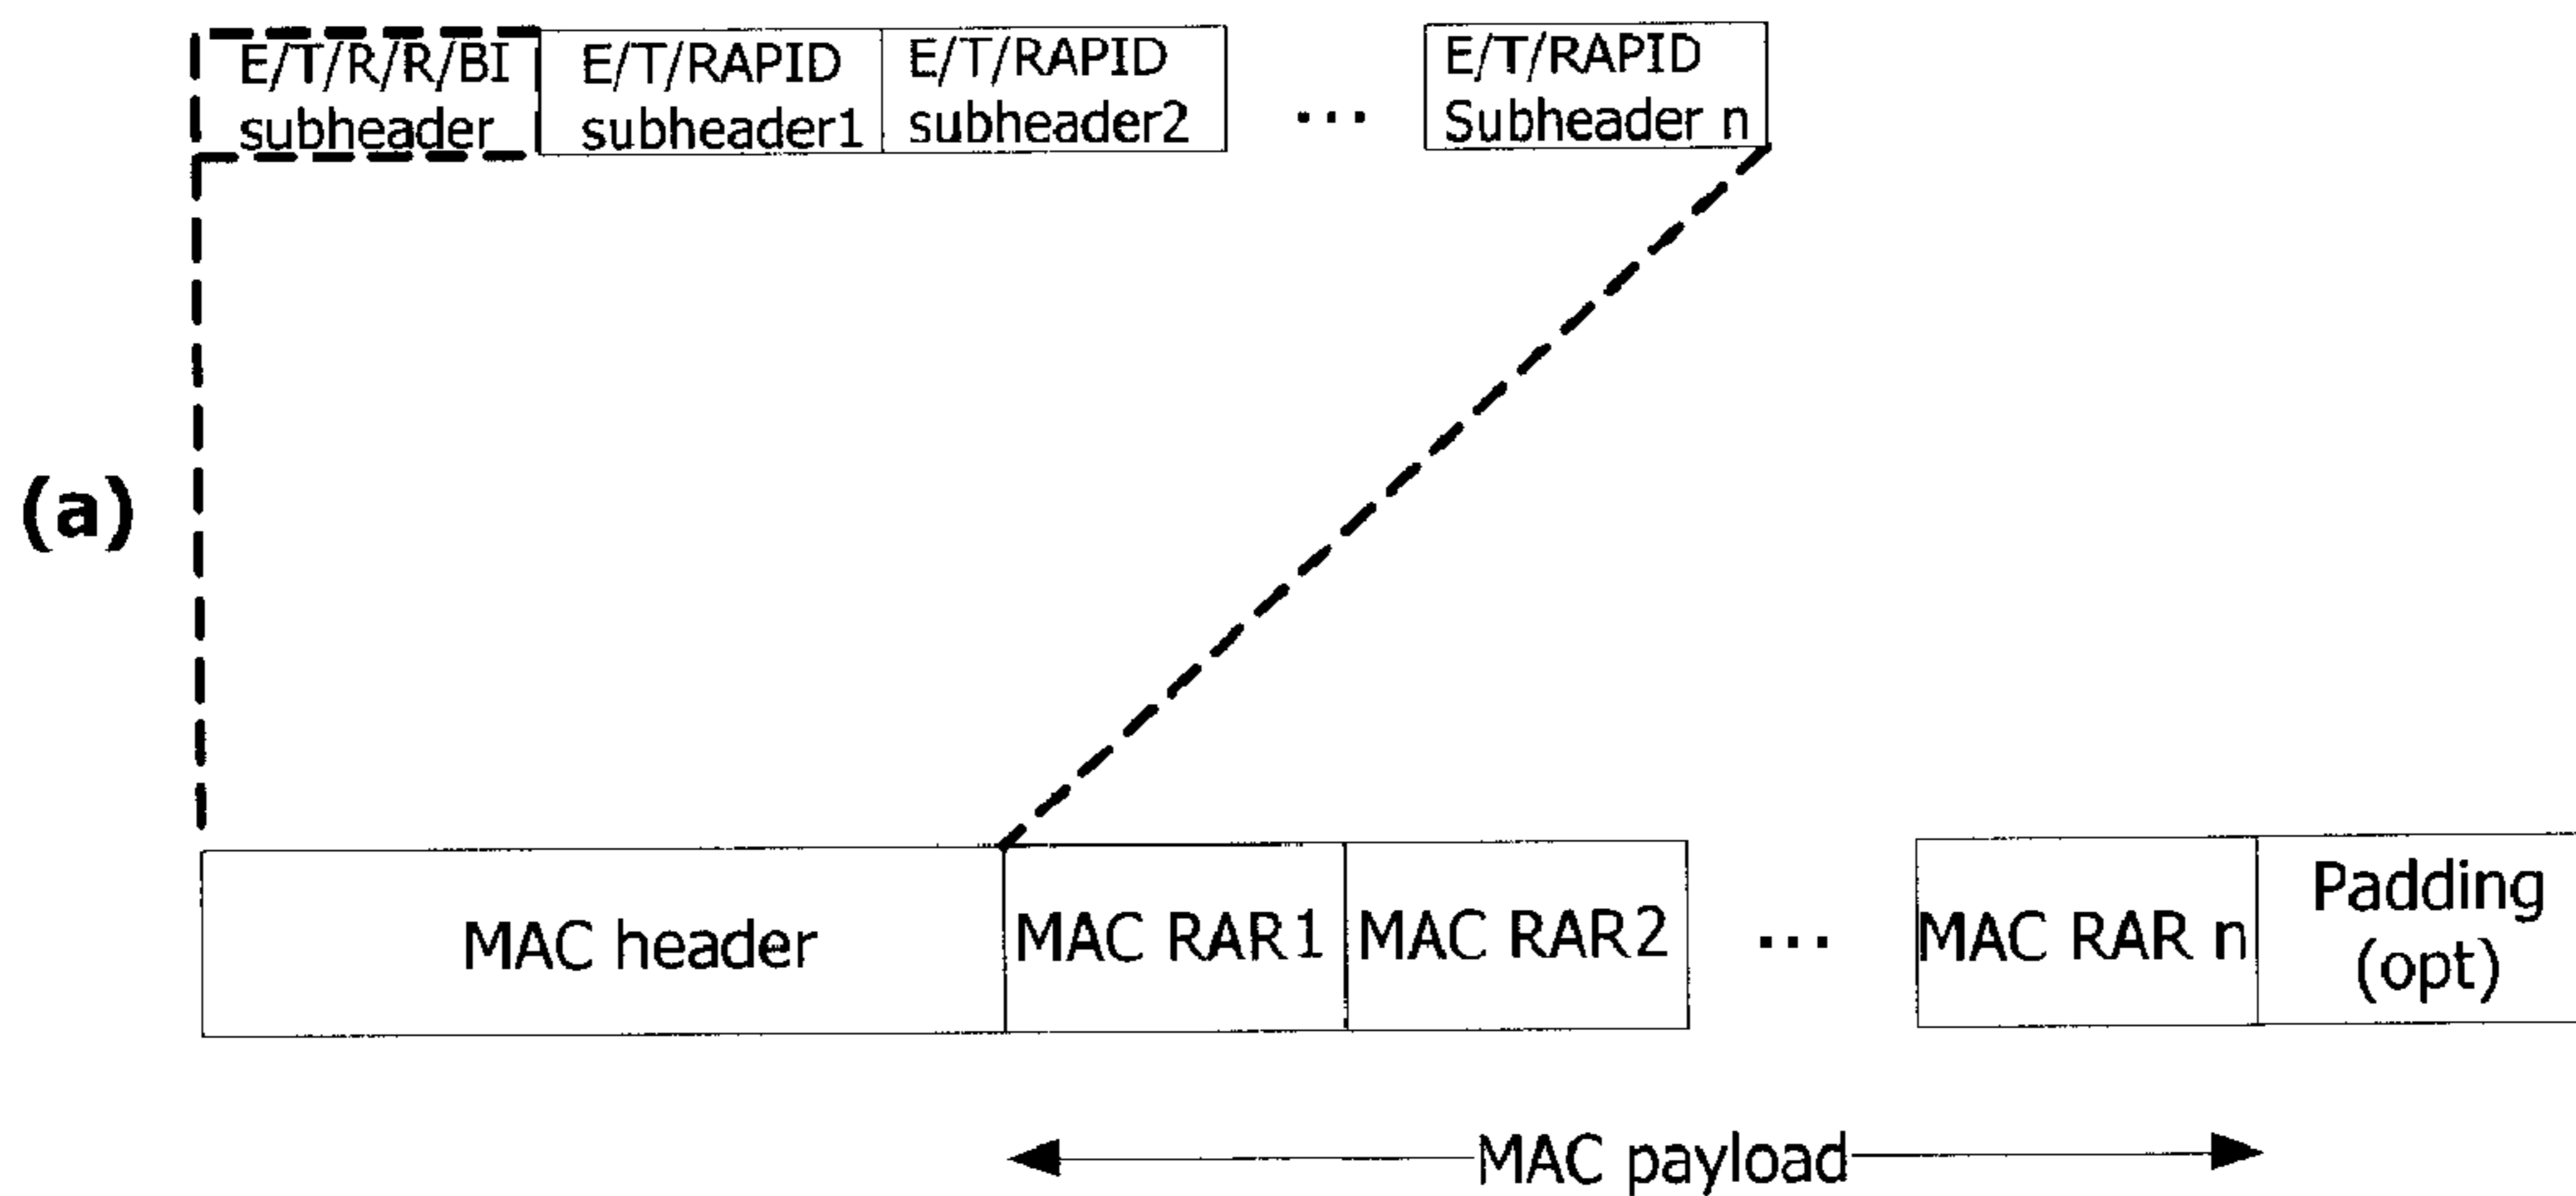 E/T/R/R/BI
subheader
E/T/RAPID
subheader1
E/T/RAPID
subheader2
...
E/T/RAPID
Subheader n
(a)
MAC header
MAC RAR1
MAC RAR2
...
MAC RAR n
Padding
(opt)
MAC payload